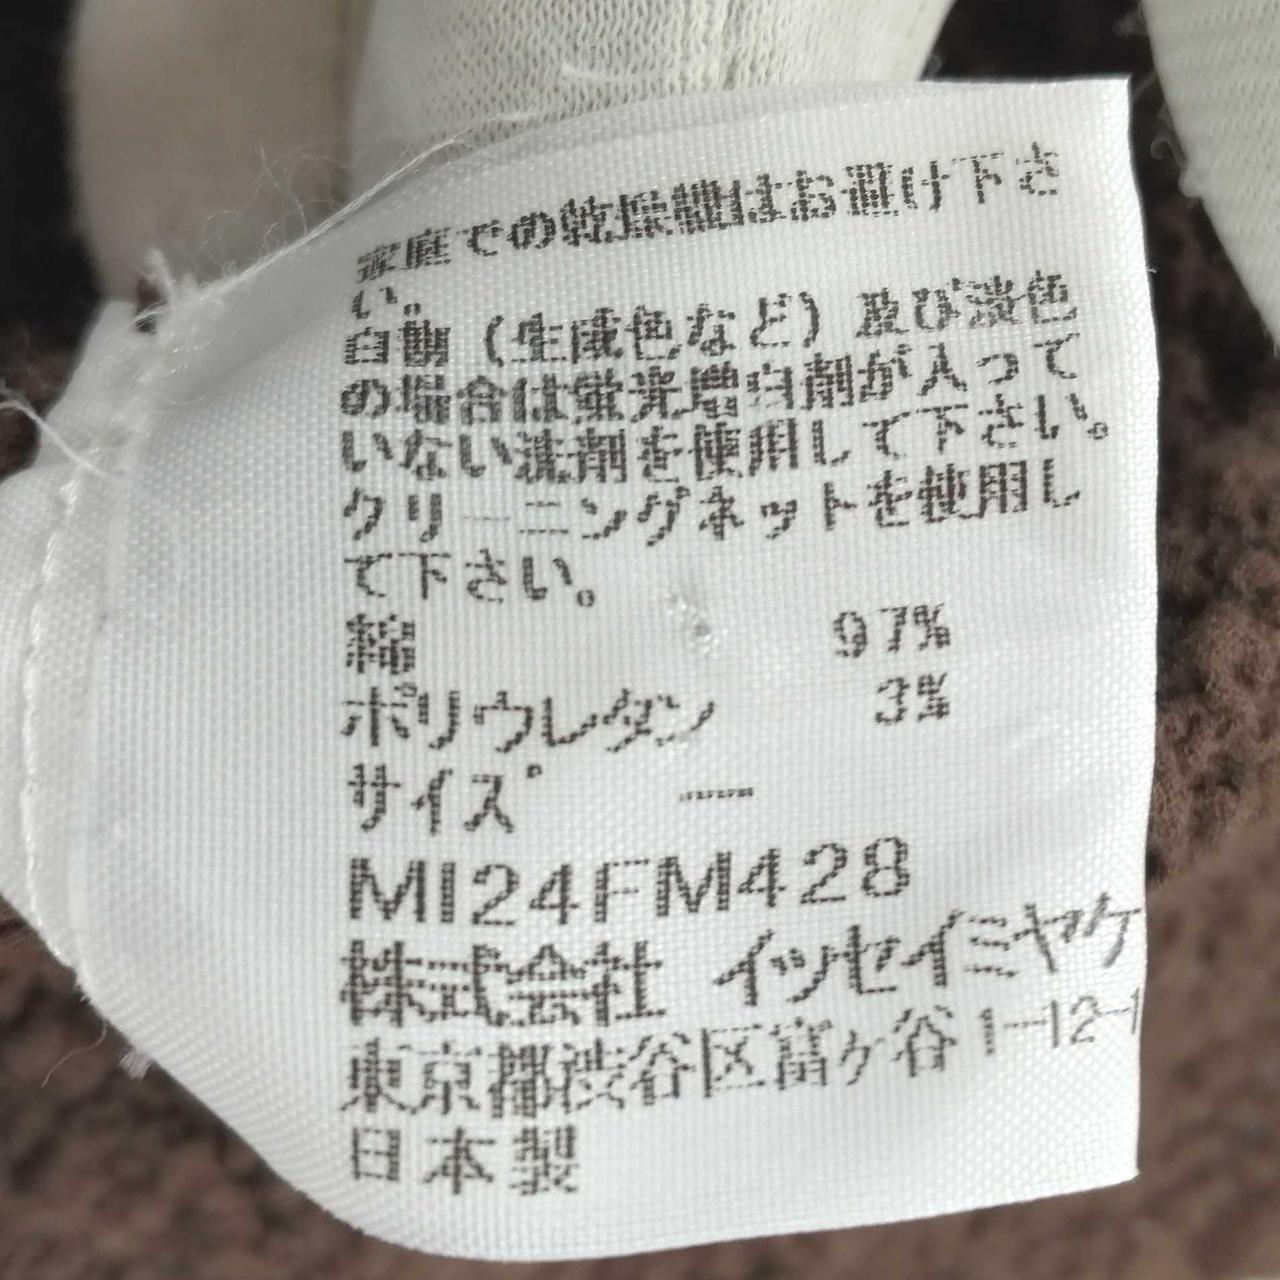 家庭での乾燥機はお避け下さ
い。
白物（生成色など）及び淡色
の場合は蛍光増白剤が入って
いない洗剤を使用して下さい。
クリーニングネットを使用し
て下さい。
綿 97%
ポリウレタン 3%
サイズ ー
MI24FM428
株式会社 イッセイミヤケ
東京都渋谷区富ヶ谷1-12-1
日本製